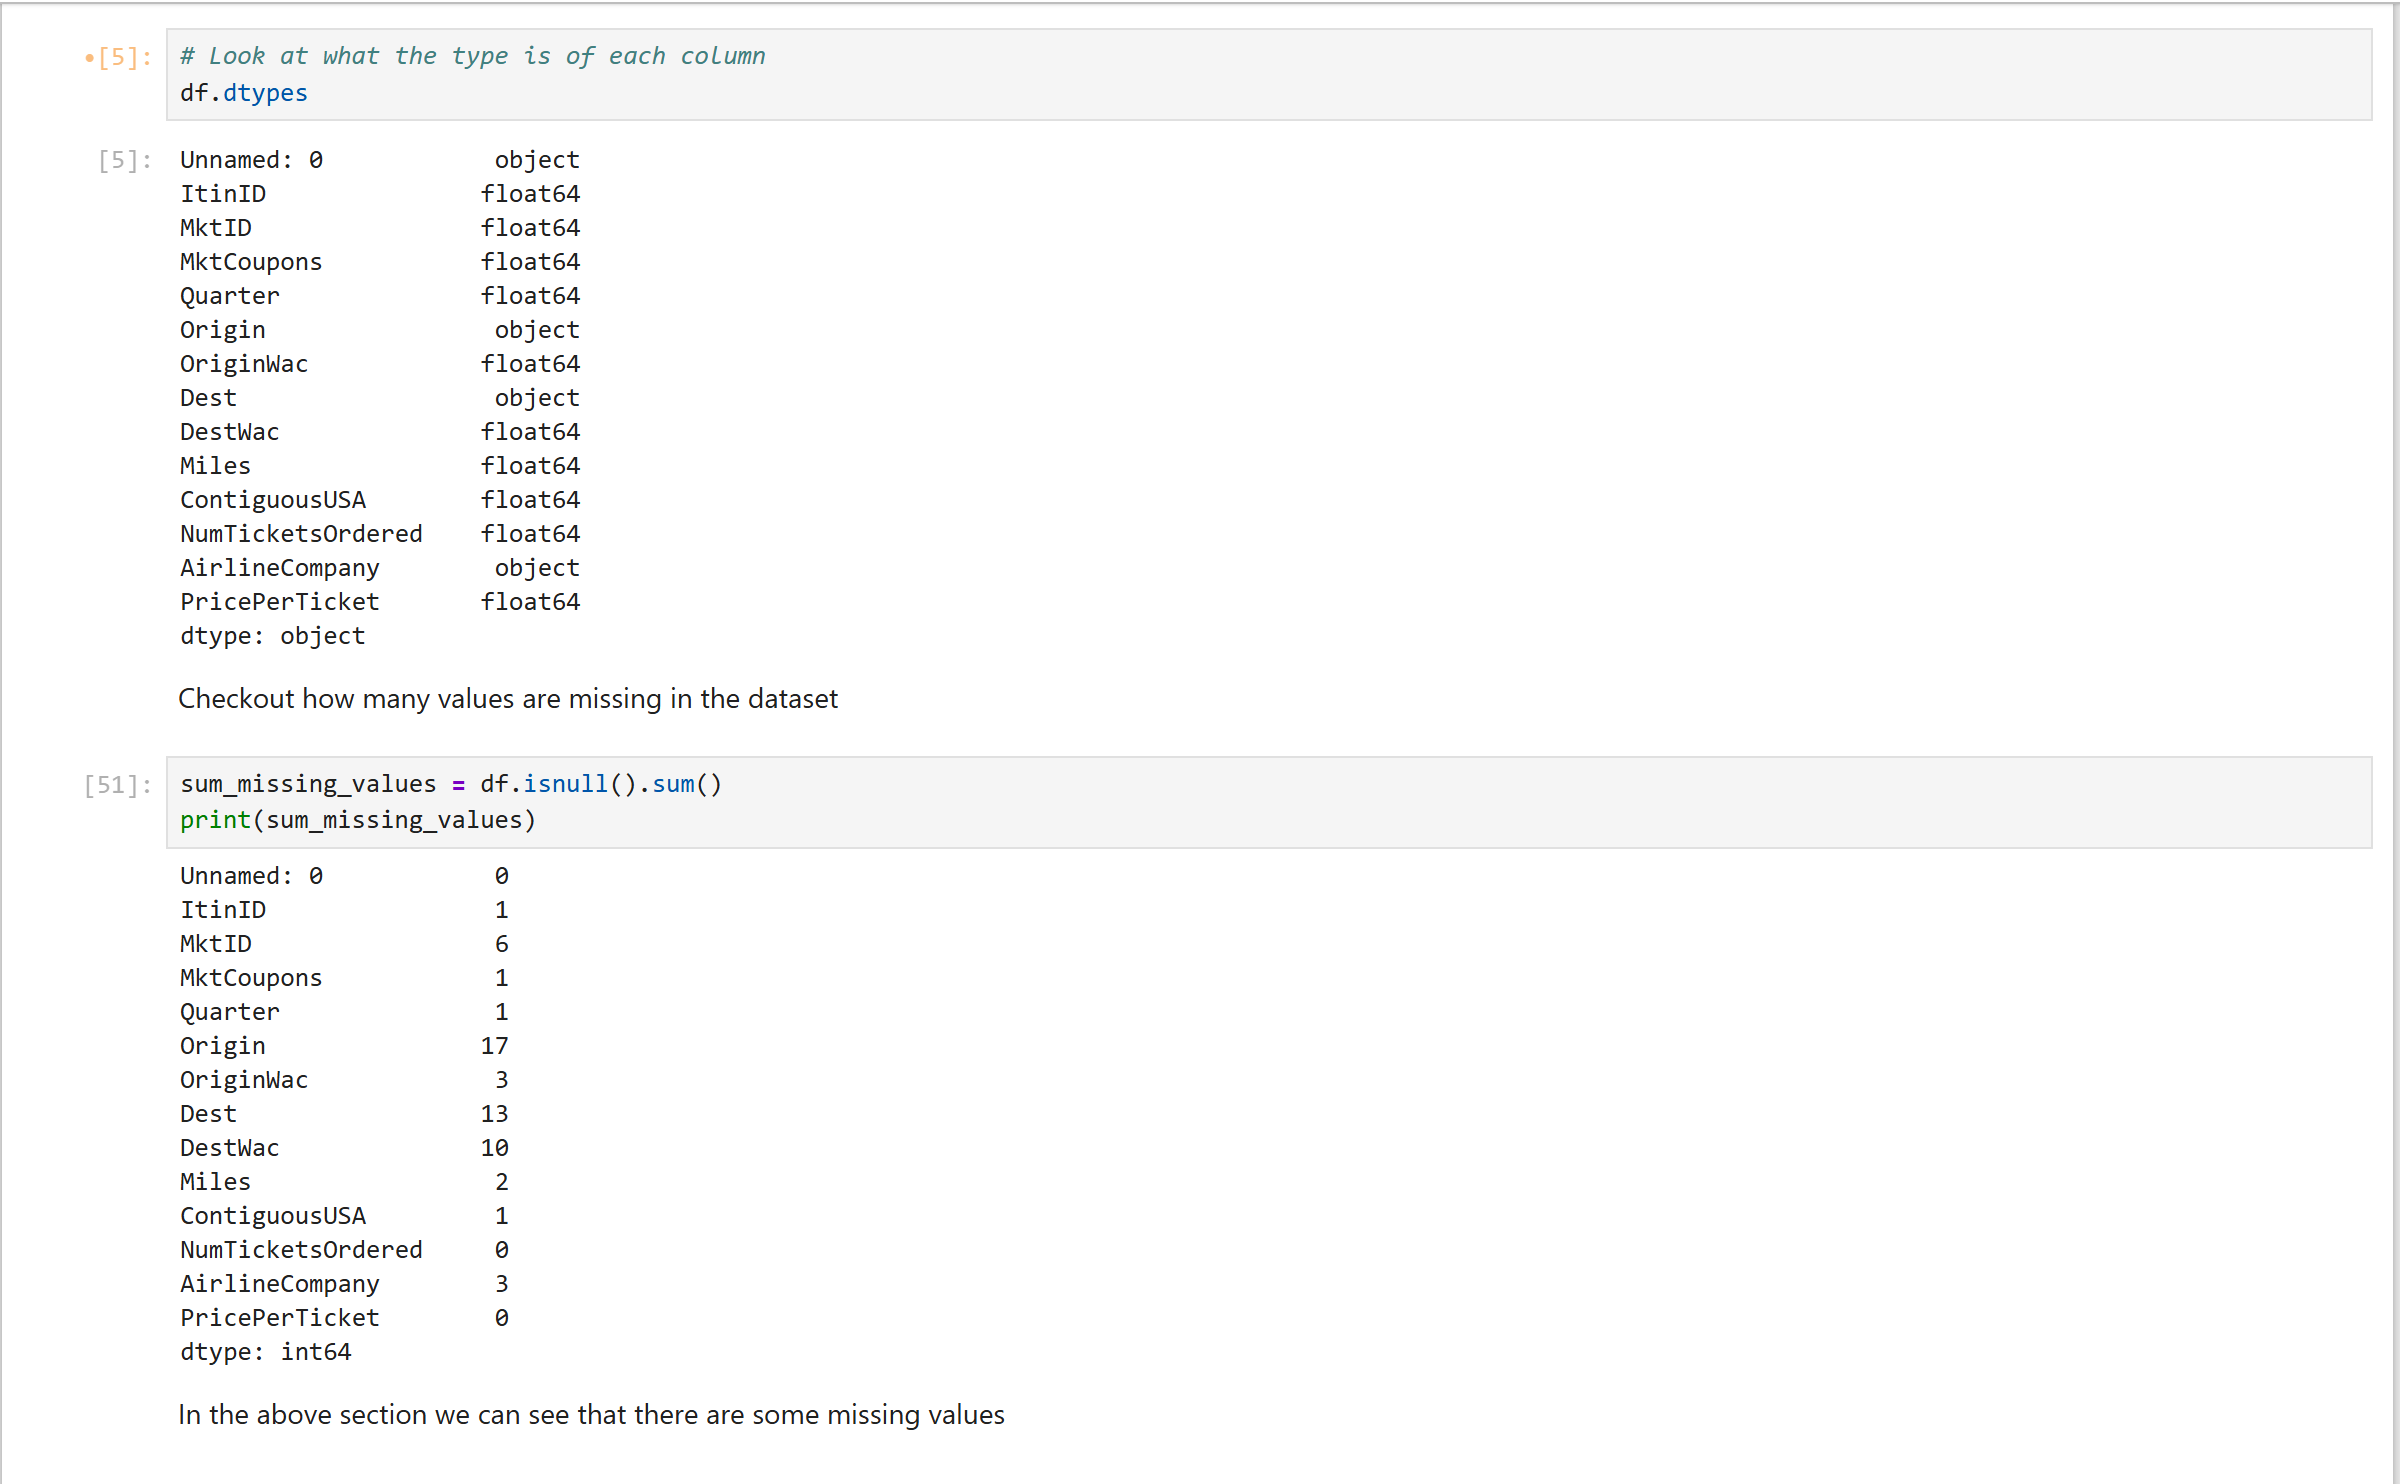 •[5]: # Look at what the type is of each column
df.dtypes
[5]: Unnamed: 0 object
ItinID float64
MktID float64
MktCoupons float64
Quarter float64
Origin object
OriginWac float64
Dest object
DestWac float64
Miles float64
ContiguousUSA float64
NumTicketsOrdered float64
AirlineCompany object
PricePerTicket float64
dtype: object
Checkout how many values are missing in the dataset
[51]: sum_missing_values = df.isnull().sum()
print(sum_missing_values)
Unnamed: 0 0
ItinID 1
MktID 6
MktCoupons 1
Quarter 1
Origin 17
OriginWac 3
Dest 13
DestWac 10
Miles 2
ContiguousUSA 1
NumTicketsOrdered 0
AirlineCompany 3
PricePerTicket 0
dtype: int64
In the above section we can see that there are some missing values